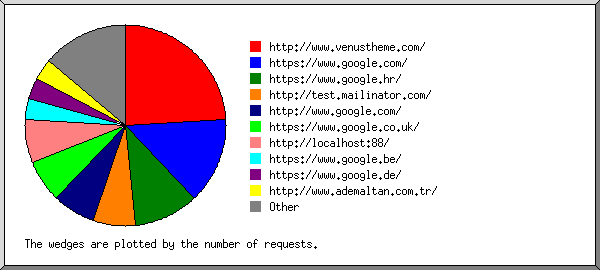 http://www.venustheme.com/
https://www.google.com/
https://www.google.hr/
http://test.mailinator.com/
http://www.google.com/
https://www.google.co.uk/
http://localhost:88/
https://www.google.be/
https://www.google.de/
http://www.ademaltan.com.tr/
Other
The wedges are plotted by the number of requests.